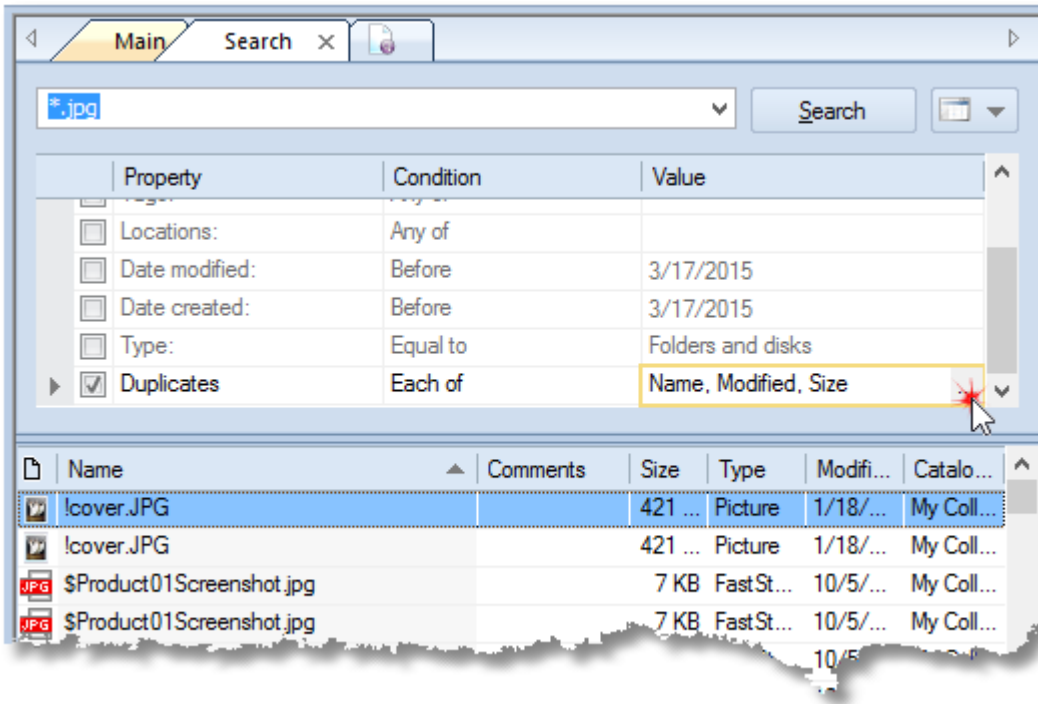 Main Search
*.jpg Search
Property Condition Value
Locations: Any of
Date modified: Before 3/17/2015
Date created: Before 3/17/2015
Type: Equal to Folders and disks
Duplicates Each of Name, Modified, Size
Name Comments Size Type Modifi... Catalo...
!cover.JPG 421 ... Picture 1/18/... My Coll...
!cover.JPG 421 ... Picture 1/18/... My Coll...
JPG $Product01Screenshot.jpg 7 KB FastSt... 10/5/... My Coll...
JPG $Product01Screenshot.jpg 7 KB FastSt... 10/5/... My Coll...